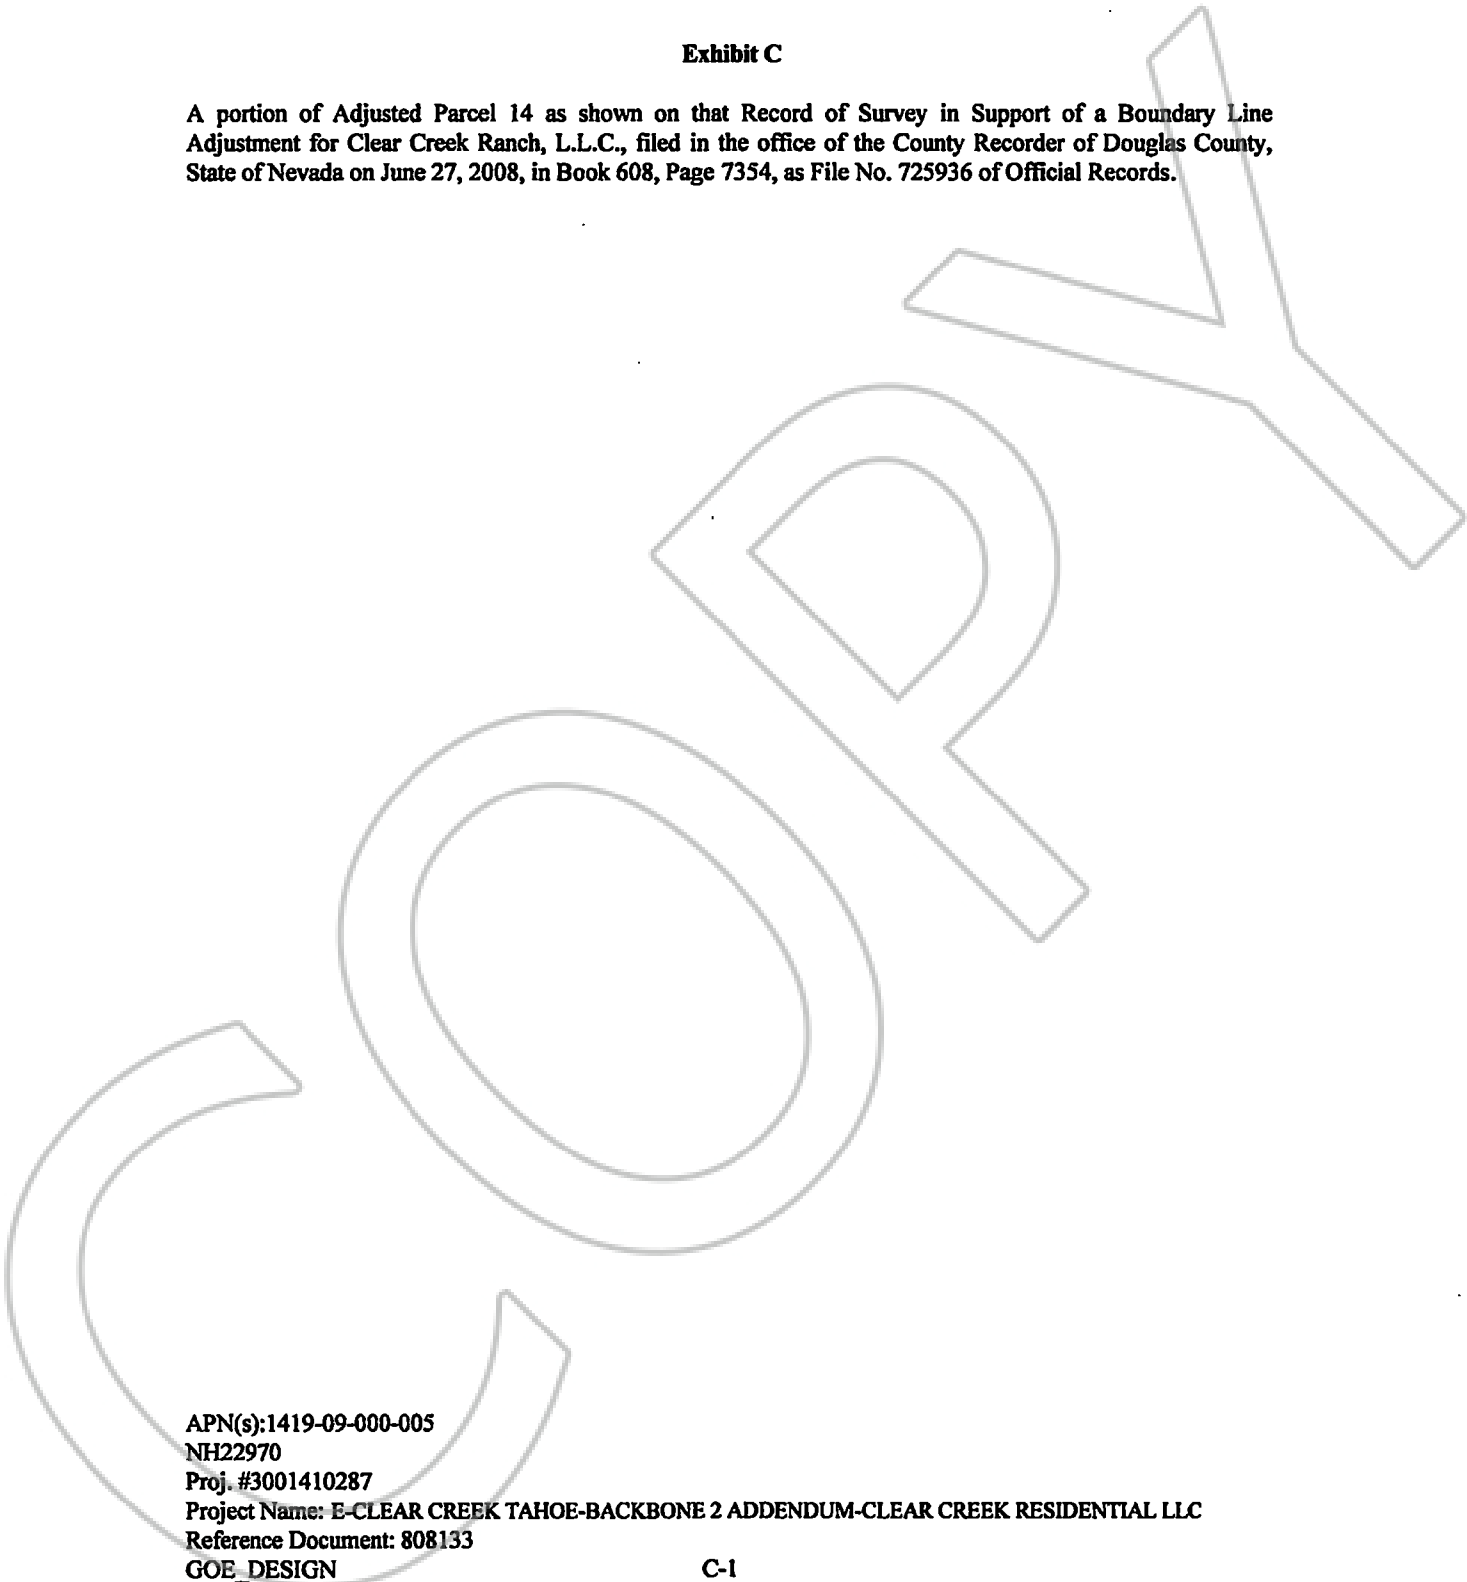 Exhibit C
A portion of Adjusted Parcel 14 as shown on that Record of Survey in Support of a Boundary Line
Adjustment for Clear Creek Ranch, L.L.C., filed in the office of the County Recorder of Douglas County,
State of Nevada on June 27, 2008, in Book 608, Page 7354, as File No. 725936 of Official Records.
COPY
APN(s):1419-09-000-005
NH22970
Proj. #3001410287
Project Name: E-CLEAR CREEK TAHOE-BACKBONE 2 ADDENDUM-CLEAR CREEK RESIDENTIAL LLC
Reference Document: 808133
GOE_DESIGN C-1